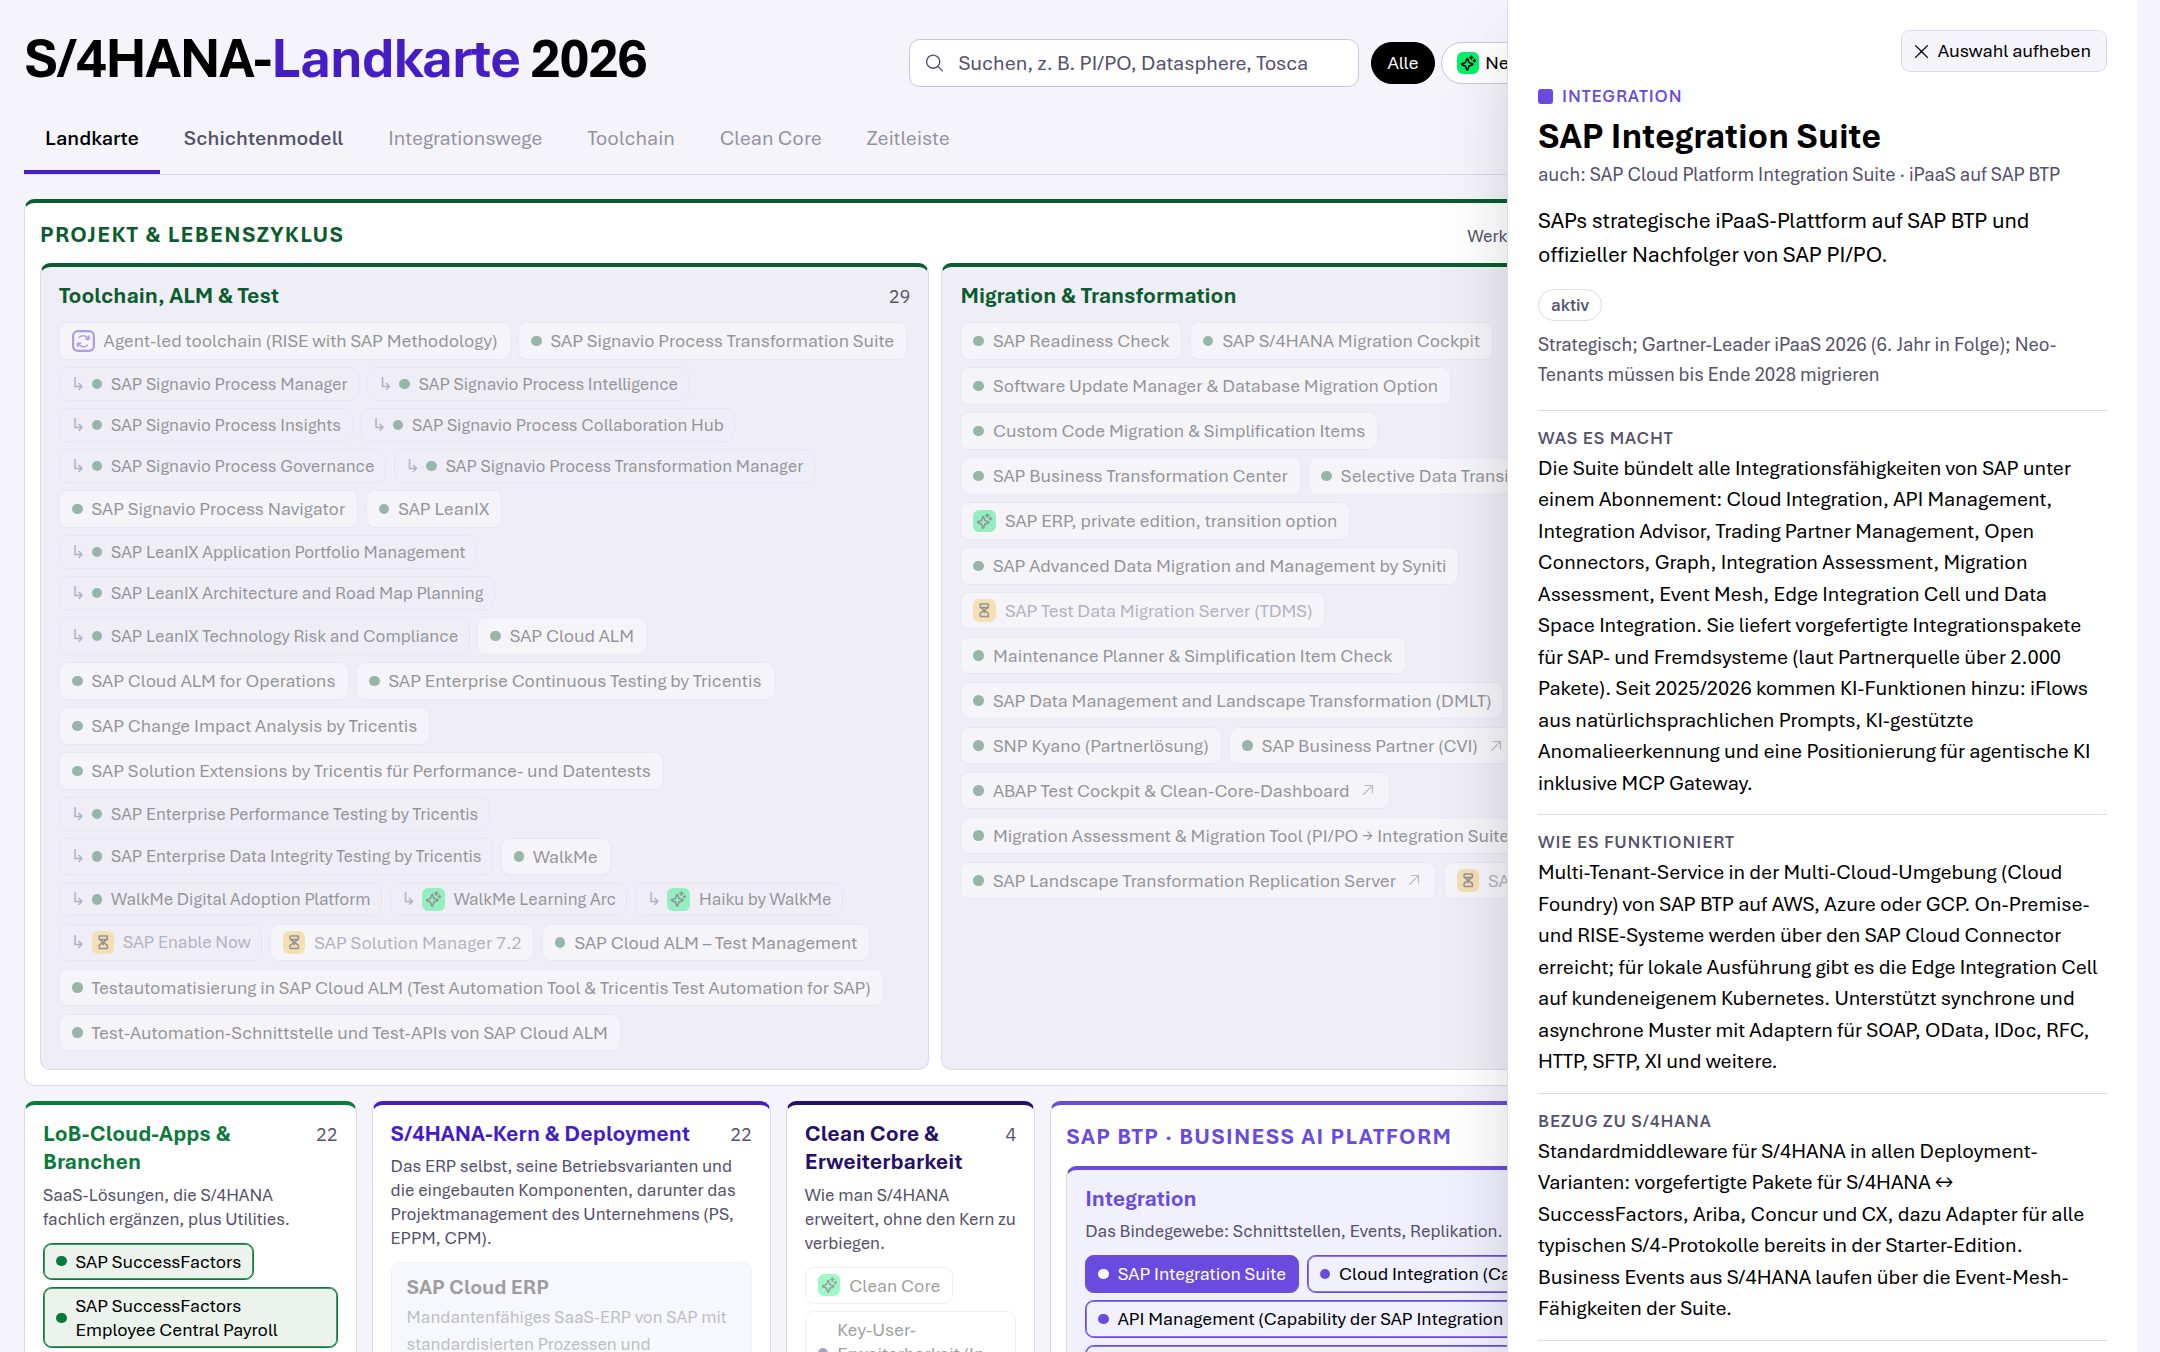 S/4HANA-Landkarte 2026
Suchen, z. B. PI/PO, Datasphere, Tosca
Alle
Ne
Landkarte
Schichtenmodell
Integrationswege
Toolchain
Clean Core
Zeitleiste
PROJEKT & LEBENSZYKLUS
Werk
Toolchain, ALM & Test
29
Agent-led toolchain (RISE with SAP Methodology)
SAP Signavio Process Transformation Suite
↳ SAP Signavio Process Manager
↳ SAP Signavio Process Intelligence
↳ SAP Signavio Process Insights
↳ SAP Signavio Process Collaboration Hub
↳ SAP Signavio Process Governance
↳ SAP Signavio Process Transformation Manager
SAP Signavio Process Navigator
SAP LeanIX
↳ SAP LeanIX Application Portfolio Management
↳ SAP LeanIX Architecture and Road Map Planning
↳ SAP LeanIX Technology Risk and Compliance
SAP Cloud ALM
SAP Cloud ALM for Operations
SAP Enterprise Continuous Testing by Tricentis
SAP Change Impact Analysis by Tricentis
SAP Solution Extensions by Tricentis für Performance- und Datentests
↳ SAP Enterprise Performance Testing by Tricentis
↳ SAP Enterprise Data Integrity Testing by Tricentis
WalkMe
↳ WalkMe Digital Adoption Platform
↳ WalkMe Learning Arc
↳ Haiku by WalkMe
↳ SAP Enable Now
SAP Solution Manager 7.2
SAP Cloud ALM – Test Management
Testautomatisierung in SAP Cloud ALM (Test Automation Tool & Tricentis Test Automation for SAP)
Test-Automation-Schnittstelle und Test-APIs von SAP Cloud ALM
Migration & Transformation
SAP Readiness Check
SAP S/4HANA Migration Cockpit
Software Update Manager & Database Migration Option
Custom Code Migration & Simplification Items
SAP Business Transformation Center
Selective Data Transi
SAP ERP, private edition, transition option
SAP Advanced Data Migration and Management by Syniti
SAP Test Data Migration Server (TDMS)
Maintenance Planner & Simplification Item Check
SAP Data Management and Landscape Transformation (DMLT)
SNP Kyano (Partnerlösung)
SAP Business Partner (CVI) ↗
ABAP Test Cockpit & Clean-Core-Dashboard ↗
Migration Assessment & Migration Tool (PI/PO → Integration Suite
SAP Landscape Transformation Replication Server ↗
SA
LoB-Cloud-Apps &
Branchen
22
SaaS-Lösungen, die S/4HANA
fachlich ergänzen, plus Utilities.
SAP SuccessFactors
SAP SuccessFactors
Employee Central Payroll
S/4HANA-Kern & Deployment
22
Das ERP selbst, seine Betriebsvarianten und
die eingebauten Komponenten, darunter das
Projektmanagement des Unternehmens (PS,
EPPM, CPM).
SAP Cloud ERP
Mandantenfähiges SaaS-ERP von SAP mit
standardisierten Prozessen und
Clean Core &
Erweiterbarkeit
4
Wie man S/4HANA
erweitert, ohne den Kern zu
verbiegen.
Clean Core
Key-User-
Erweiterbarkeit (In-
SAP BTP · BUSINESS AI PLATFORM
Integration
Das Bindegewebe: Schnittstellen, Events, Replikation.
SAP Integration Suite
Cloud Integration (Ca
API Management (Capability der SAP Integration
Auswahl aufheben
INTEGRATION
SAP Integration Suite
auch: SAP Cloud Platform Integration Suite · iPaaS auf SAP BTP
SAPs strategische iPaaS-Plattform auf SAP BTP und
offizieller Nachfolger von SAP PI/PO.
aktiv
Strategisch; Gartner-Leader iPaaS 2026 (6. Jahr in Folge); Neo-
Tenants müssen bis Ende 2028 migrieren
WAS ES MACHT
Die Suite bündelt alle Integrationsfähigkeiten von SAP unter
einem Abonnement: Cloud Integration, API Management,
Integration Advisor, Trading Partner Management, Open
Connectors, Graph, Integration Assessment, Migration
Assessment, Event Mesh, Edge Integration Cell und Data
Space Integration. Sie liefert vorgefertigte Integrationspakete
für SAP- und Fremdsysteme (laut Partnerquelle über 2.000
Pakete). Seit 2025/2026 kommen KI-Funktionen hinzu: iFlows
aus natürlichsprachlichen Prompts, KI-gestützte
Anomalieerkennung und eine Positionierung für agentische KI
inklusive MCP Gateway.
WIE ES FUNKTIONIERT
Multi-Tenant-Service in der Multi-Cloud-Umgebung (Cloud
Foundry) von SAP BTP auf AWS, Azure oder GCP. On-Premise-
und RISE-Systeme werden über den SAP Cloud Connector
erreicht; für lokale Ausführung gibt es die Edge Integration Cell
auf kundeneigenem Kubernetes. Unterstützt synchrone und
asynchrone Muster mit Adaptern für SOAP, OData, IDoc, RFC,
HTTP, SFTP, XI und weitere.
BEZUG ZU S/4HANA
Standardmiddleware für S/4HANA in allen Deployment-
Varianten: vorgefertigte Pakete für S/4HANA ↔
SuccessFactors, Ariba, Concur und CX, dazu Adapter für alle
typischen S/4-Protokolle bereits in der Starter-Edition.
Business Events aus S/4HANA laufen über die Event-Mesh-
Fähigkeiten der Suite.